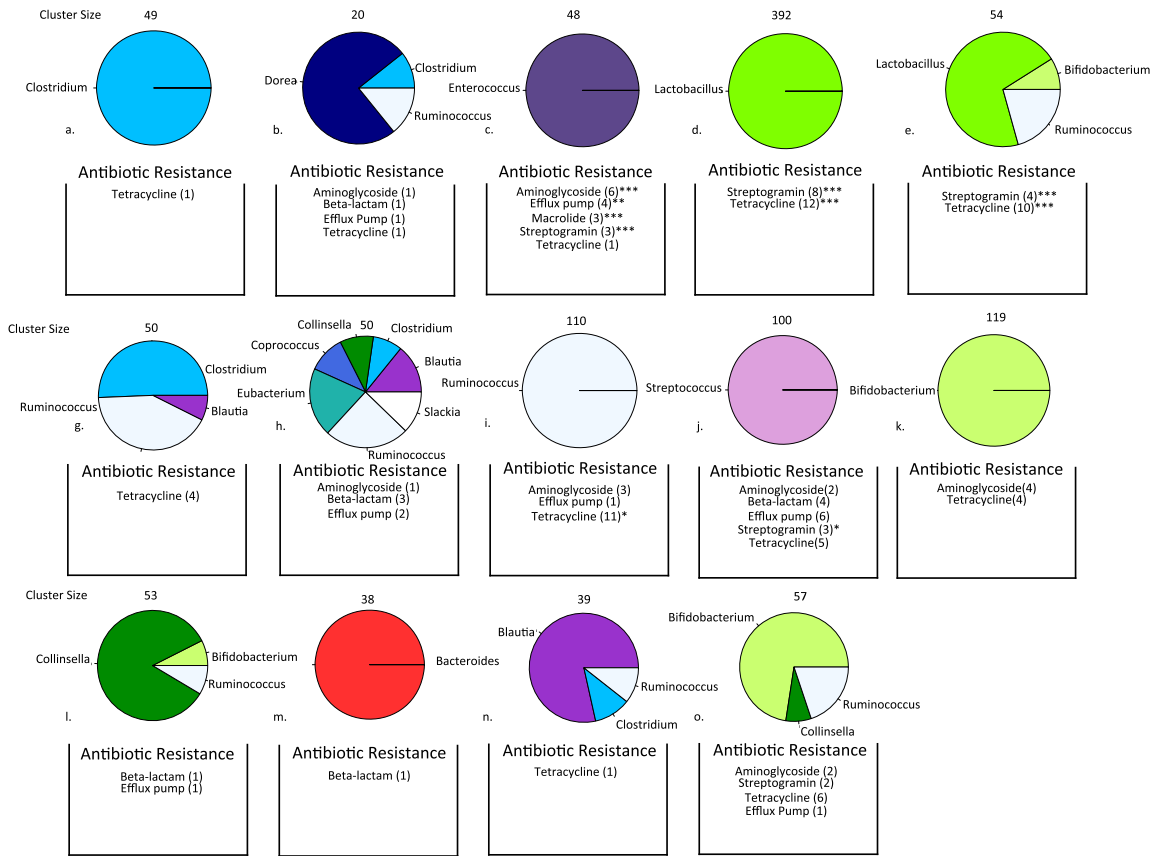 Cluster Size
49
20
48
392
54
Clostridium
a.
Dorea
Clostridium
Ruminococcus
b.
Enterococcus
c.
Lactobacillus
d.
Lactobacillus
Bifidobacterium
Ruminococcus
e.
Antibiotic Resistance
Tetracycline (1)
Antibiotic Resistance
Aminoglycoside (1)
Beta-lactam (1)
Efflux Pump (1)
Tetracycline (1)
Antibiotic Resistance
Aminoglycoside (6)***
Efflux pump (4)**
Macrolide (3)***
Streptogramin (3)***
Tetracycline (1)
Antibiotic Resistance
Streptogramin (8)***
Tetracycline (12)***
Antibiotic Resistance
Streptogramin (4)***
Tetracycline (10)***
Cluster Size
50
50
110
100
119
Clostridium
Ruminococcus
Blautia
g.
Collinsella
Clostridium
Coprococcus
Blautia
Eubacterium
Slackia
Ruminococcus
h.
Ruminococcus
i.
Streptococcus
j.
Bifidobacterium
k.
Antibiotic Resistance
Tetracycline (4)
Antibiotic Resistance
Aminoglycoside (1)
Beta-lactam (3)
Efflux pump (2)
Antibiotic Resistance
Aminoglycoside (3)
Efflux pump (1)
Tetracycline (11)*
Antibiotic Resistance
Aminoglycoside(2)
Beta-lactam (4)
Efflux pump (6)
Streptogramin (3)*
Tetracycline(5)
Antibiotic Resistance
Aminoglycoside(4)
Tetracycline(4)
Cluster Size
53
38
39
57
Collinsella
Bifidobacterium
Ruminococcus
l.
Bacteroides
m.
Blautia
Ruminococcus
Clostridium
n.
Bifidobacterium
Ruminococcus
Collinsella
o.
Antibiotic Resistance
Beta-lactam (1)
Efflux pump (1)
Antibiotic Resistance
Beta-lactam (1)
Antibiotic Resistance
Tetracycline (1)
Antibiotic Resistance
Aminoglycoside (2)
Streptogramin (2)
Tetracycline (6)
Efflux Pump (1)